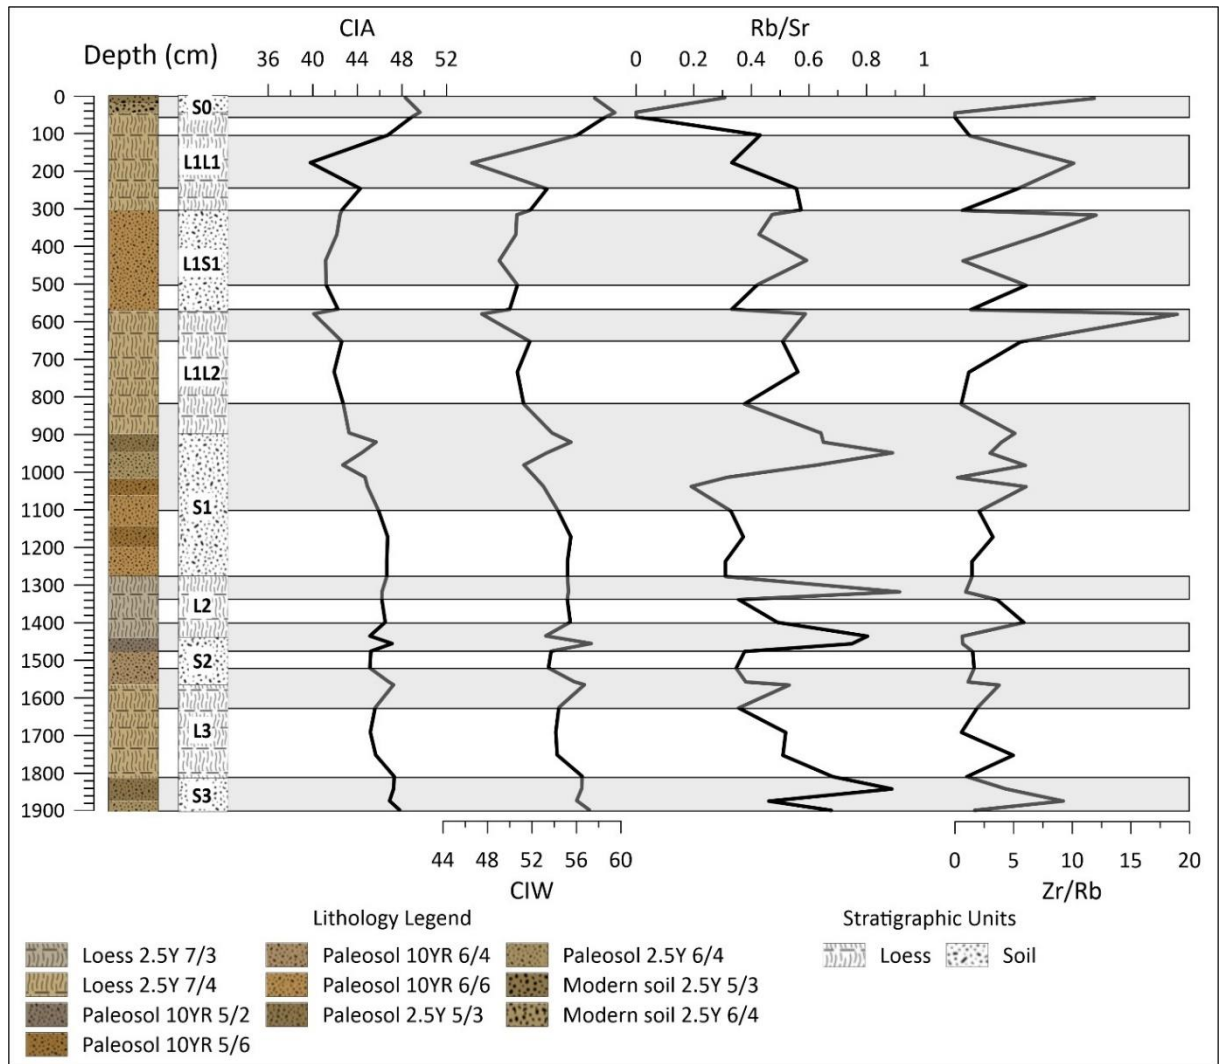 CIA
Rb/Sr
Depth (cm)
36 40 44 48 52
0 0.2 0.4 0.6 0.8 1
0
100
200
300
400
500
600
700
800
900
1000
1100
1200
1300
1400
1500
1600
1700
1800
1900
S0
L1L1
L1S1
L1L2
S1
L2
S2
L3
S3
44 48 52 56 60
0 5 10 15 20
CIW
Zr/Rb
Lithology Legend
Stratigraphic Units
Loess 2.5Y 7/3
Paleosol 10YR 6/4
Paleosol 2.5Y 6/4
Loess
Soil
Loess 2.5Y 7/4
Paleosol 10YR 6/6
Modern soil 2.5Y 5/3
Paleosol 10YR 5/2
Paleosol 2.5Y 5/3
Modern soil 2.5Y 6/4
Paleosol 10YR 5/6